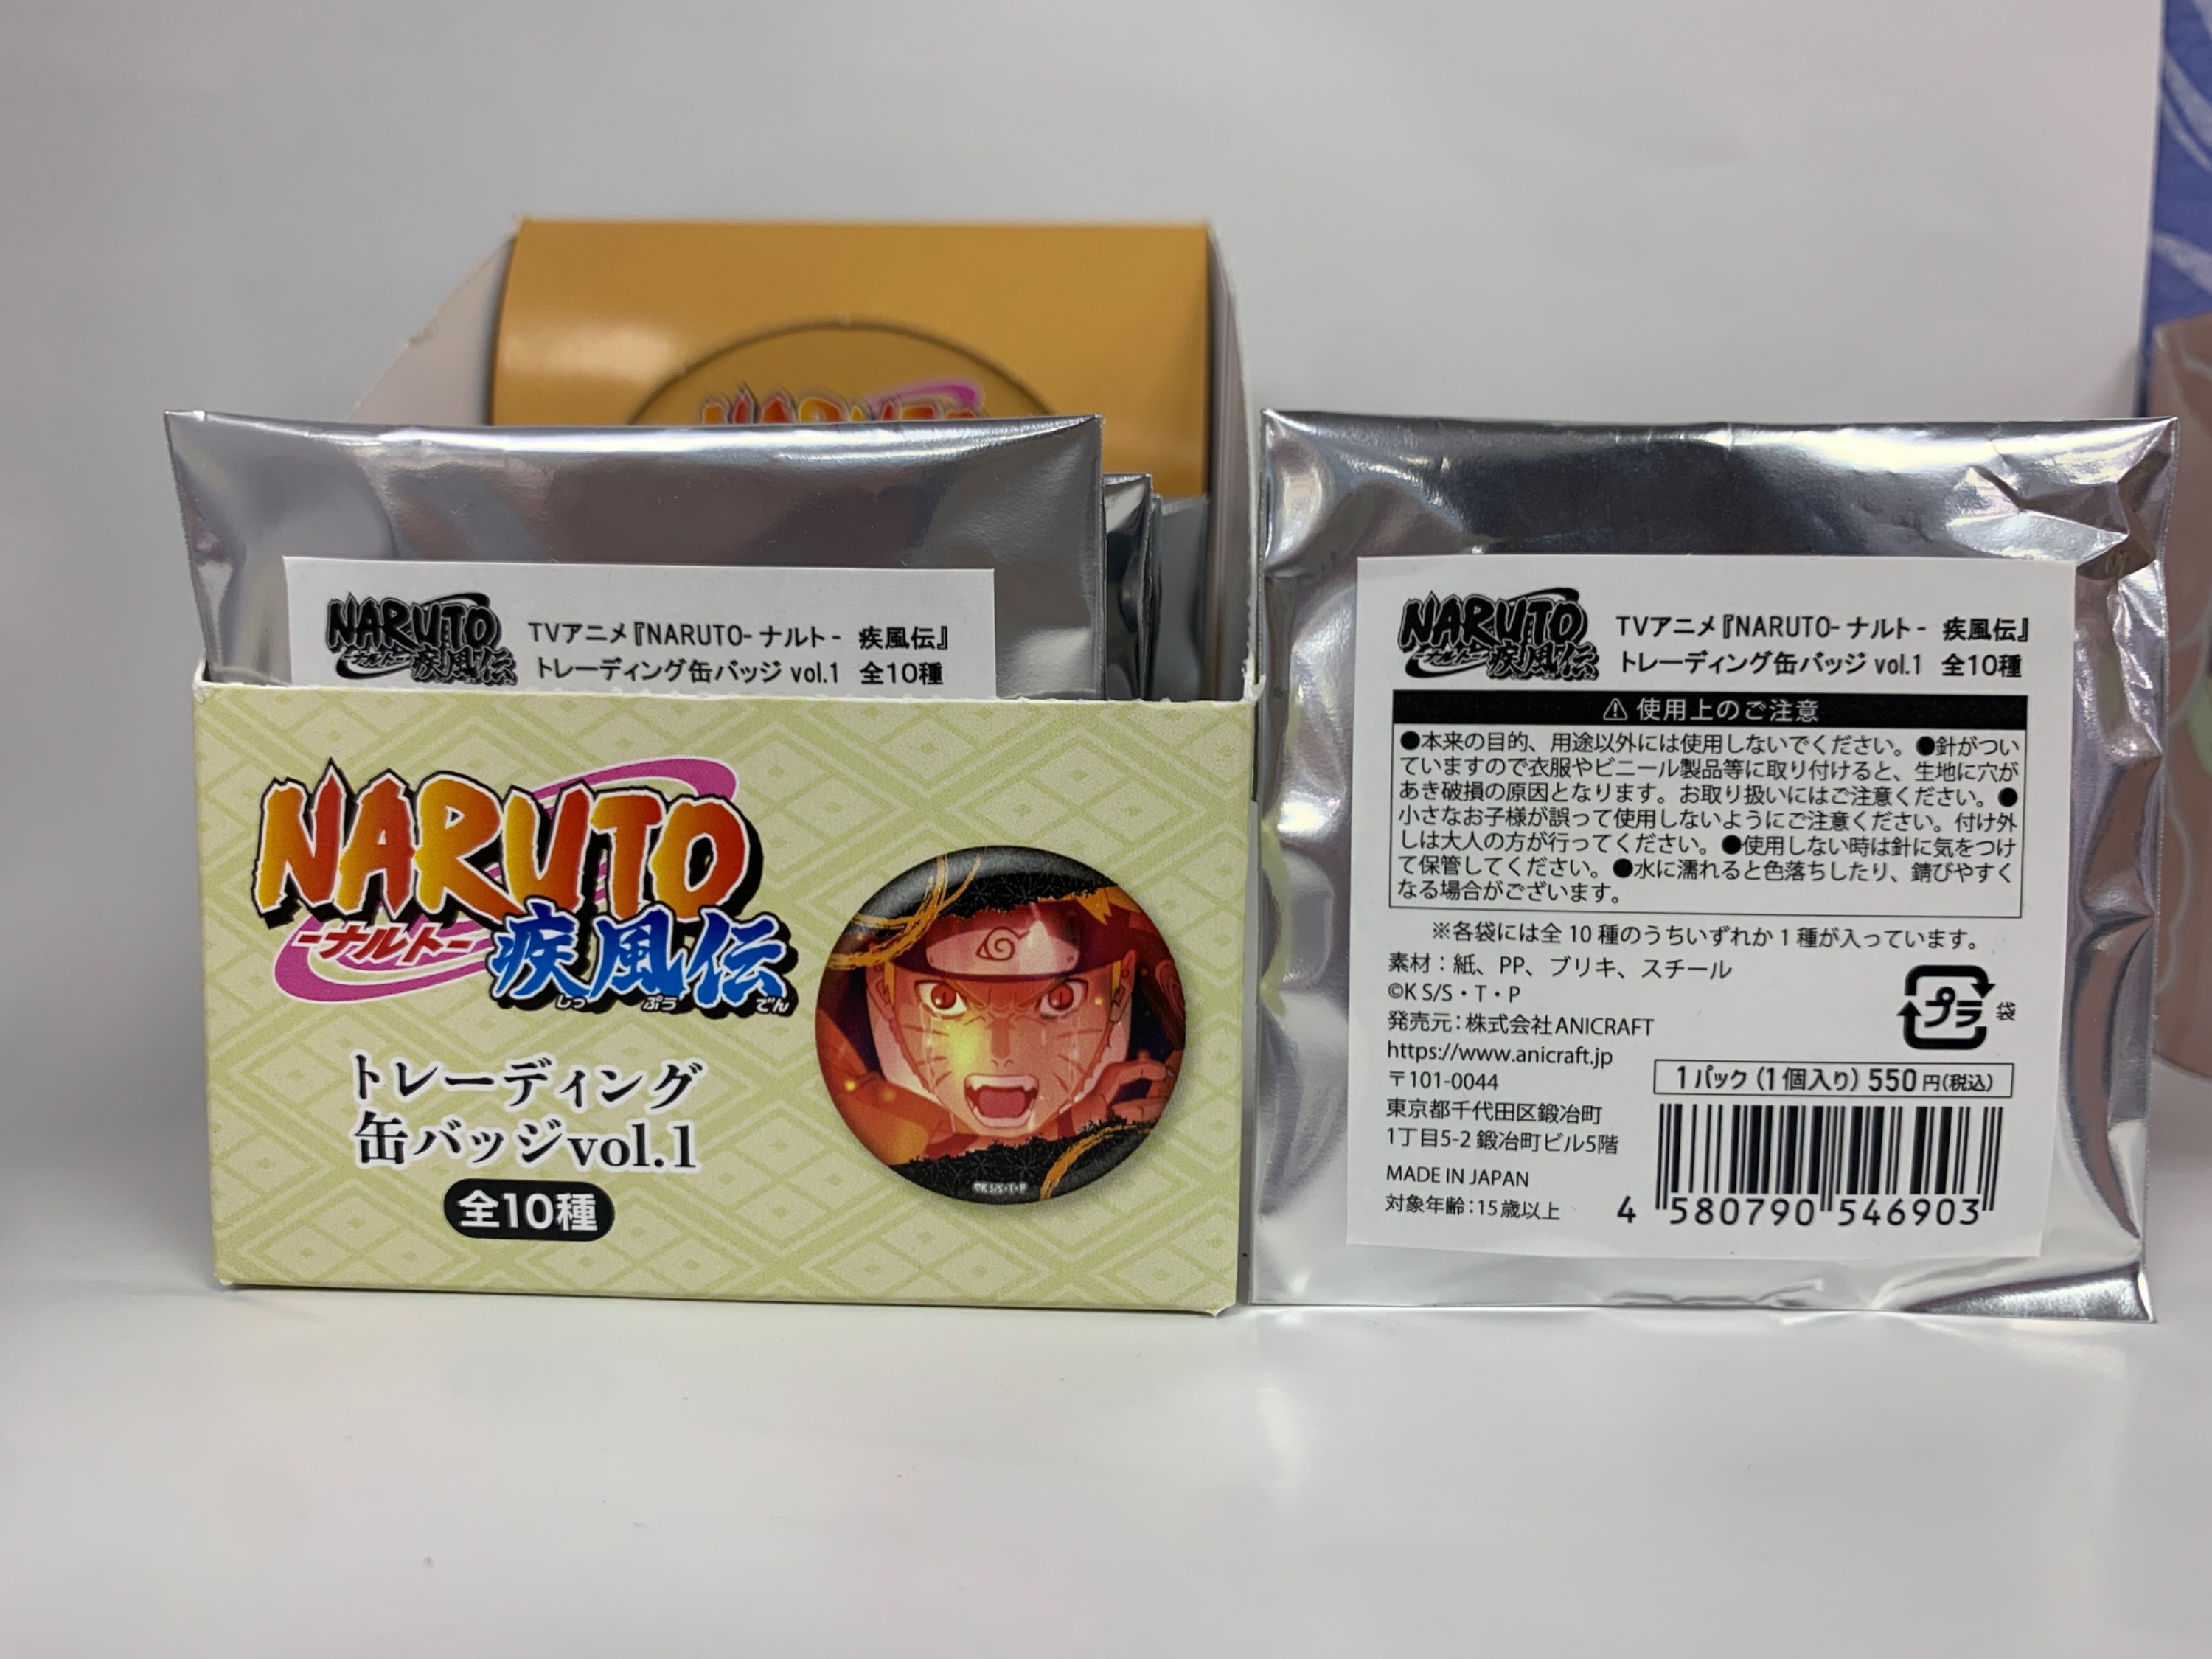 NARUTO
NARUTO
-ナルト- 疾風伝
TVアニメ『NARUTO-ナルト- 疾風伝』
トレーディング缶バッジ vol.1 全10種
NARUTO
-ナルト-
疾風伝
しっ ぷう でん
トレーディング
缶バッジvol.1
全10種
©K S/S・T・P
NARUTO
-ナルト- 疾風伝
TVアニメ『NARUTO-ナルト- 疾風伝』
トレーディング缶バッジ vol.1 全10種
⚠ 使用上のご注意
●本来の目的、用途以外には使用しないでください。●針がつい
ていますので衣服やビニール製品等に取り付けると、生地に穴が
あき破損の原因となります。お取り扱いにはご注意ください。●
小さなお子様が誤って使用しないようにご注意ください。付け外
しは大人の方が行ってください。●使用しない時は針に気をつけ
て保管してください。●水に濡れると色落ちしたり、錆びやすく
なる場合がございます。
※各袋には全10種のうちいずれか1種が入っています。
素材：紙、PP、ブリキ、スチール
©K S/S・T・P
発売元：株式会社ANICRAFT
https://www.anicraft.jp
〒101-0044
東京都千代田区鍛冶町
1丁目5-2 鍛冶町ビル5階
MADE IN JAPAN
対象年齢：15歳以上
プラ 袋
1パック（1個入り）550円(税込)
4 580790 546903